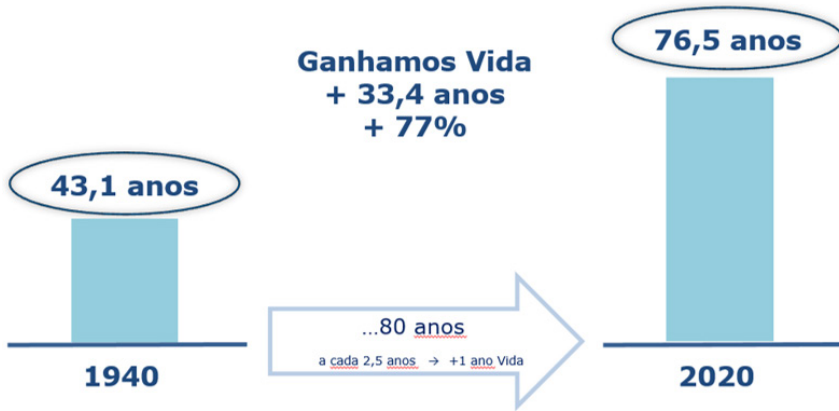 76,5 anos
Ganhamos Vida
+ 33,4 anos
+ 77%
43,1 anos
...80 anos
a cada 2,5 anos → +1 ano Vida
1940
2020